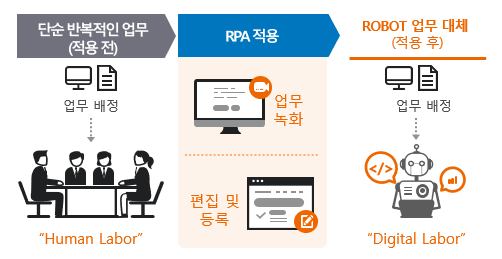 단순 반복적인 업무
(적용 전)
RPA 적용
ROBOT 업무 대체
(적용 후)
업무 배정
"Human Labor"
업무
녹화
편집 및
등록
업무 배정
</>
"Digital Labor"